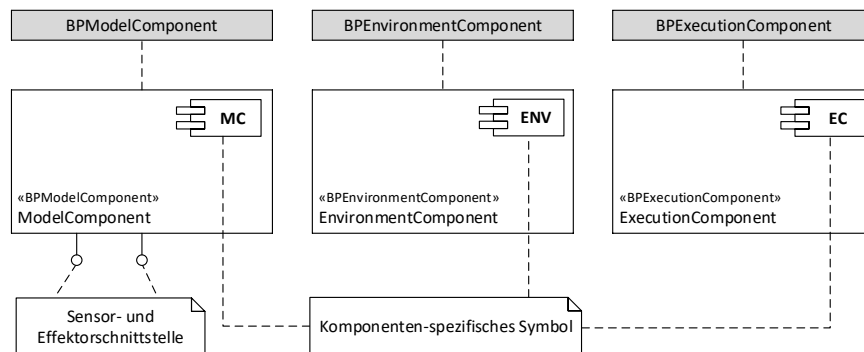 BPModelComponent
BPEnvironmentComponent
BPExecutionComponent
MC
ENV
EC
«BPModelComponent»
ModelComponent
«BPEnvironmentComponent»
EnvironmentComponent
«BPExecutionComponent»
ExecutionComponent
Sensor- und
Effektorschnittstelle
Komponenten-spezifisches Symbol